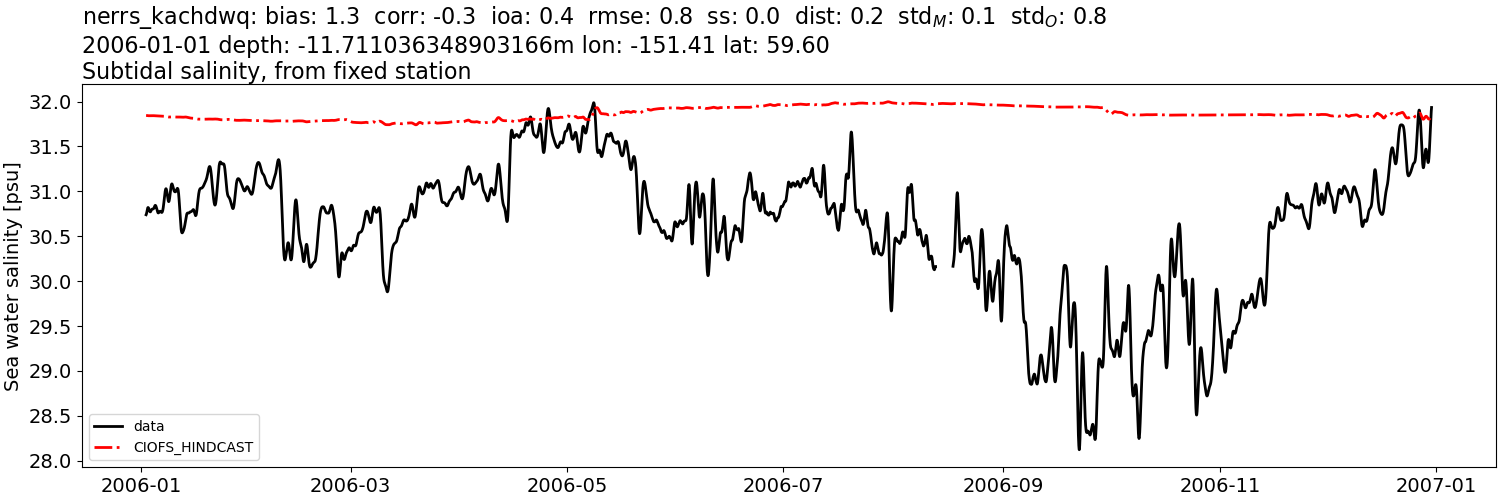 nerrs_kachdwq: bias: 1.3  corr: -0.3  ioa: 0.4  rmse: 0.8  ss: 0.0  dist: 0.2  std_M: 0.1  std_O: 0.8
2006-01-01 depth: -11.711036348903166m lon: -151.41 lat: 59.60
Subtidal salinity, from fixed station
Sea water salinity [psu]
32.0
31.5
31.0
30.5
30.0
29.5
29.0
28.5
28.0
data
CIOFS_HINDCAST
2006-01 2006-03 2006-05 2006-07 2006-09 2006-11 2007-01